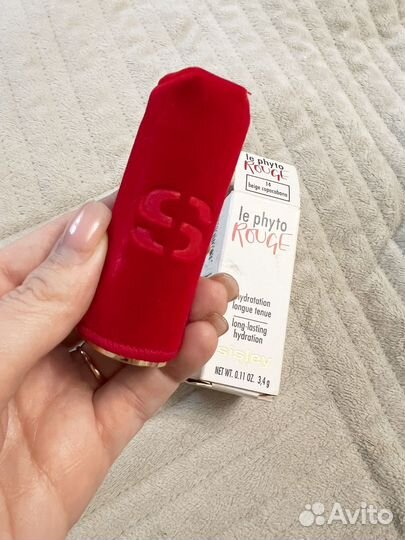 le phyto
ROUGE
16
beige copacabana
le phyto
ROUGE
hydratation
longue tenue
long-lasting
hydration
sisley
NET WT. 0.11 OZ. 3,4 g
S
Avito